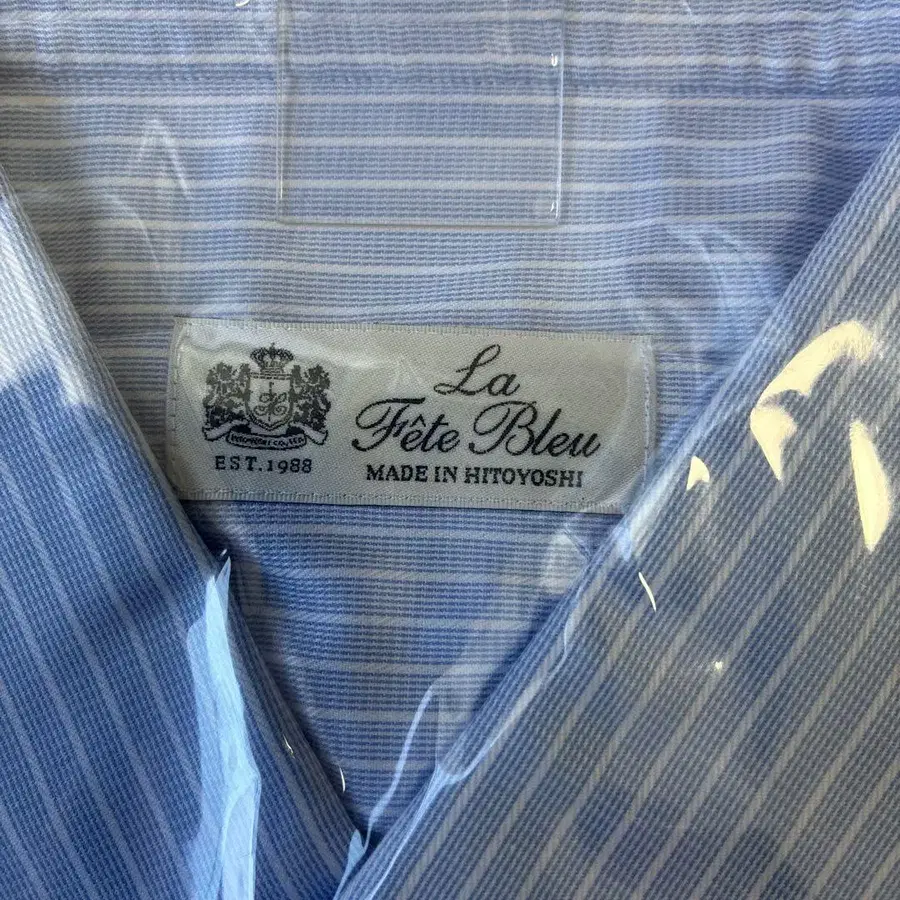 La
Fête Bleu
MADE IN HITOYOSHI
EST.1988